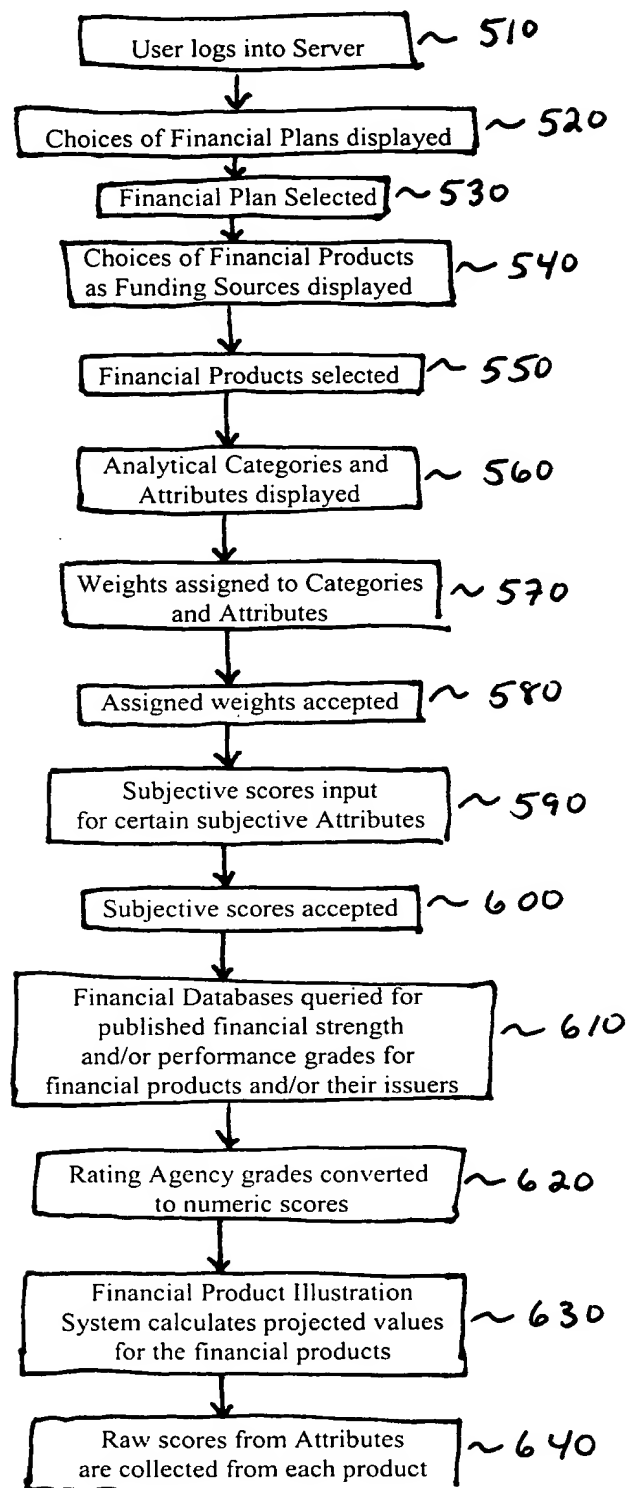 User logs into Server ~ 510
Choices of Financial Plans displayed ~ 520
Financial Plan Selected ~ 530
Choices of Financial Products
as Funding Sources displayed ~ 540
Financial Products selected ~ 550
Analytical Categories and
Attributes displayed ~ 560
Weights assigned to Categories
and Attributes ~ 570
Assigned weights accepted ~ 580
Subjective scores input
for certain subjective Attributes ~ 590
Subjective scores accepted ~ 600
Financial Databases queried for
published financial strength
and/or performance grades for
financial products and/or their issuers ~ 610
Rating Agency grades converted
to numeric scores ~ 620
Financial Product Illustration
System calculates projected values
for the financial products ~ 630
Raw scores from Attributes
are collected from each product ~ 640